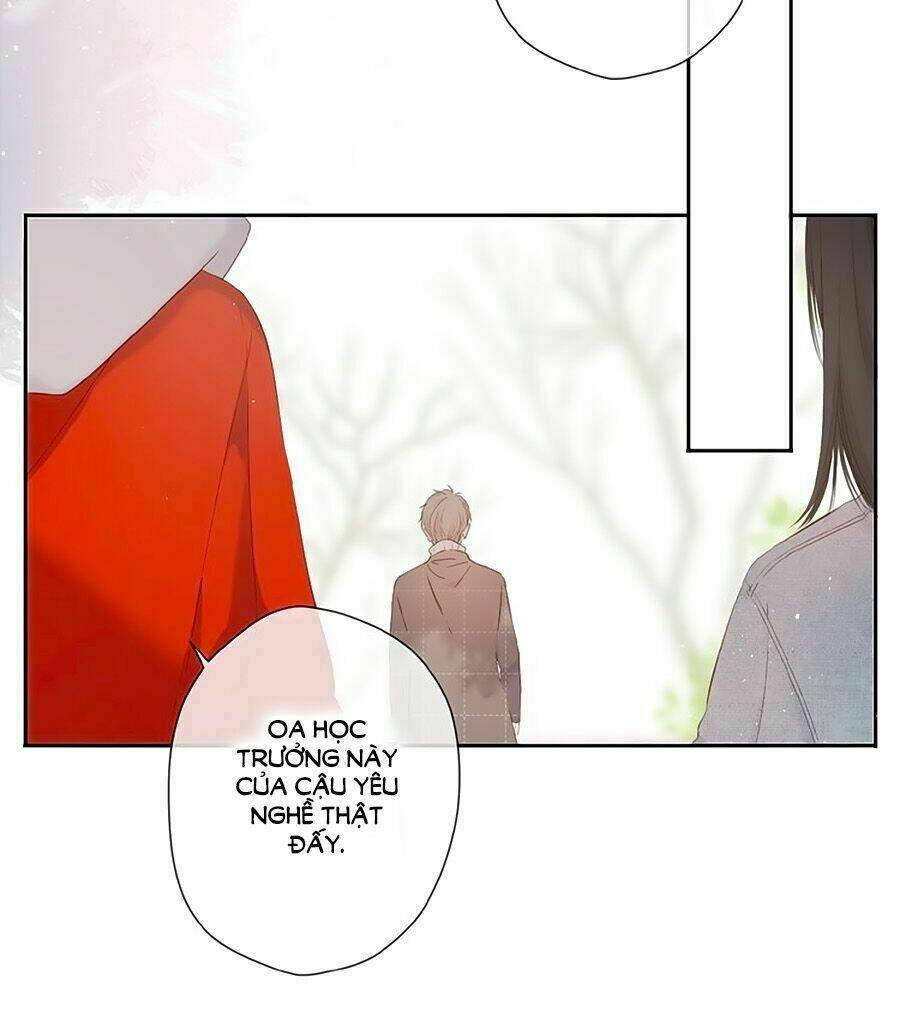 OA HỌC
TRƯỞNG NÀY
CỦA CẬU YÊU
NGHỀ THẬT
ĐẤY.